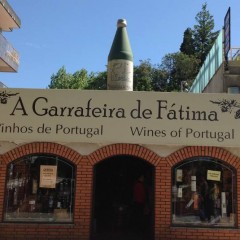 A Garrafeira de Fátima
Vinhos de Portugal Wines of Portugal